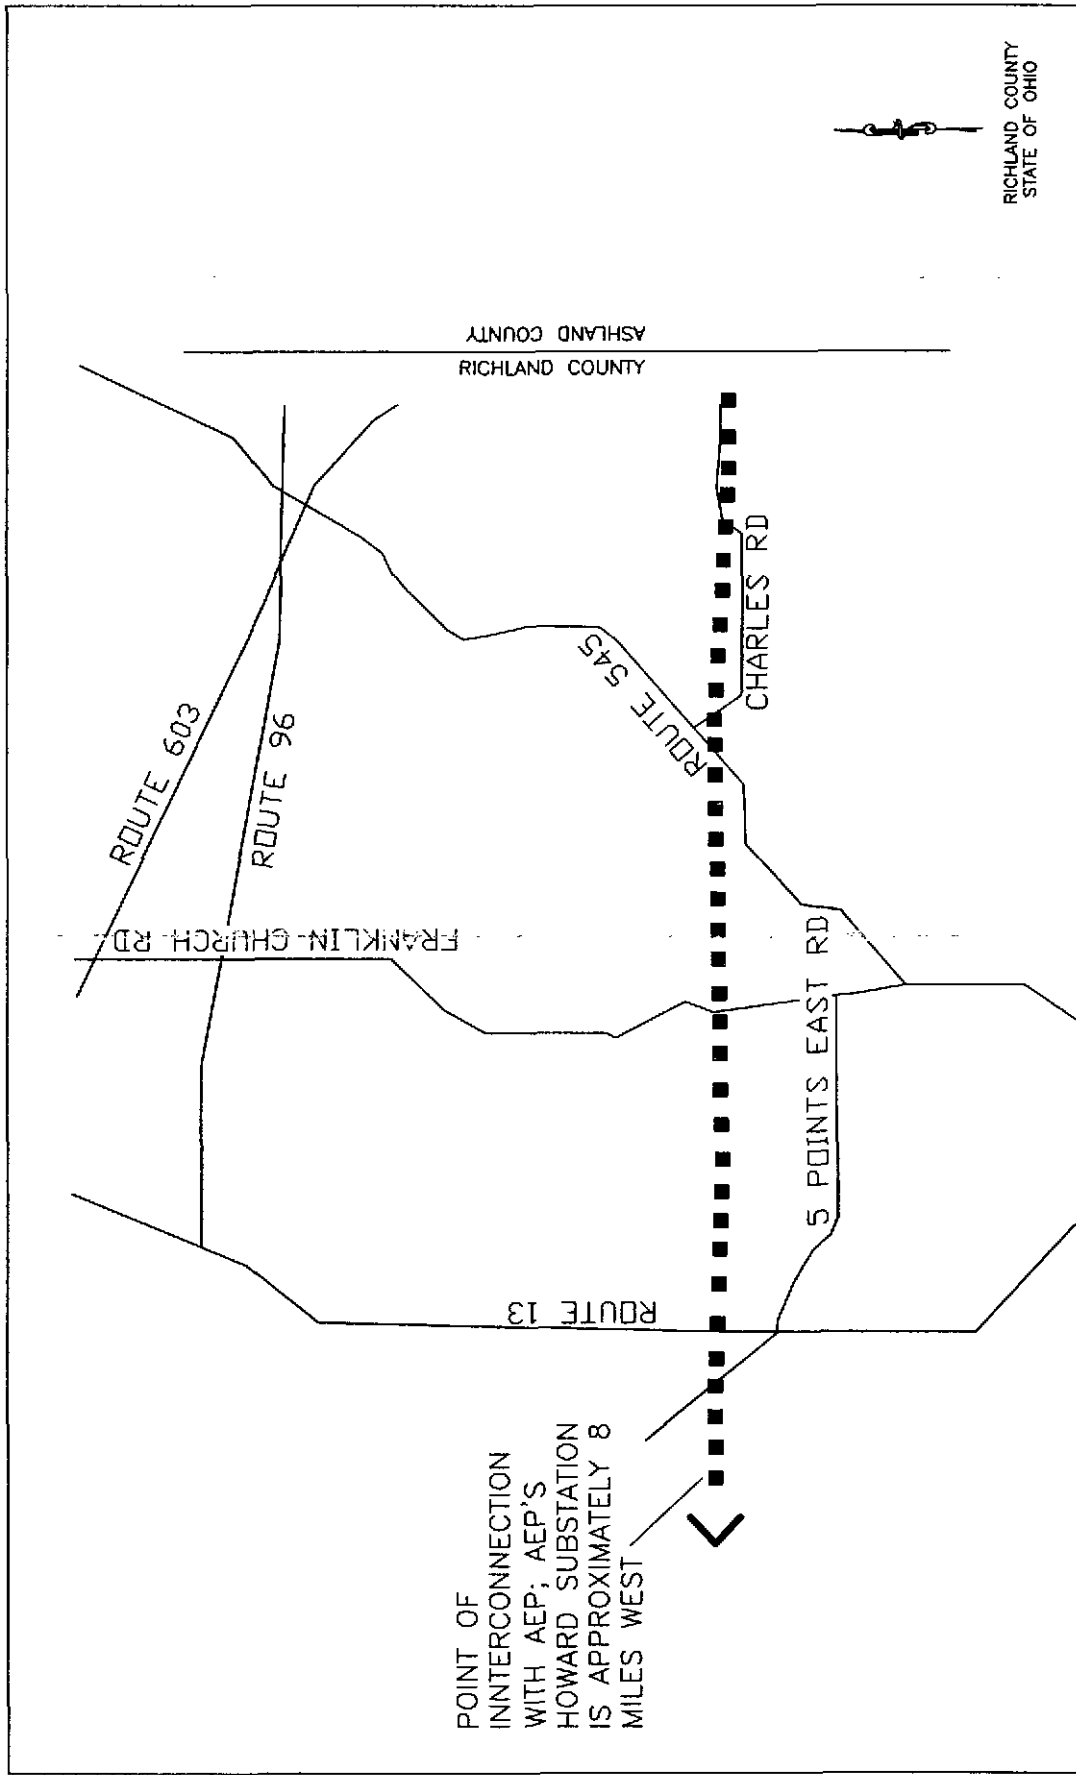 POINT OF
INNTERCONNECTION
WITH AEP; AEP'S
HOWARD SUBSTATION
IS APPROXIMATELY 8
MILES WEST
ROUTE 13
ROUTE 603
ROUTE 96
FRANKLIN CHURCH RD
ROUTE 545
CHARLES RD
5 POINTS EAST RD
RICHLAND COUNTY
ASHLAND COUNTY
RICHLAND COUNTY
STATE OF OHIO